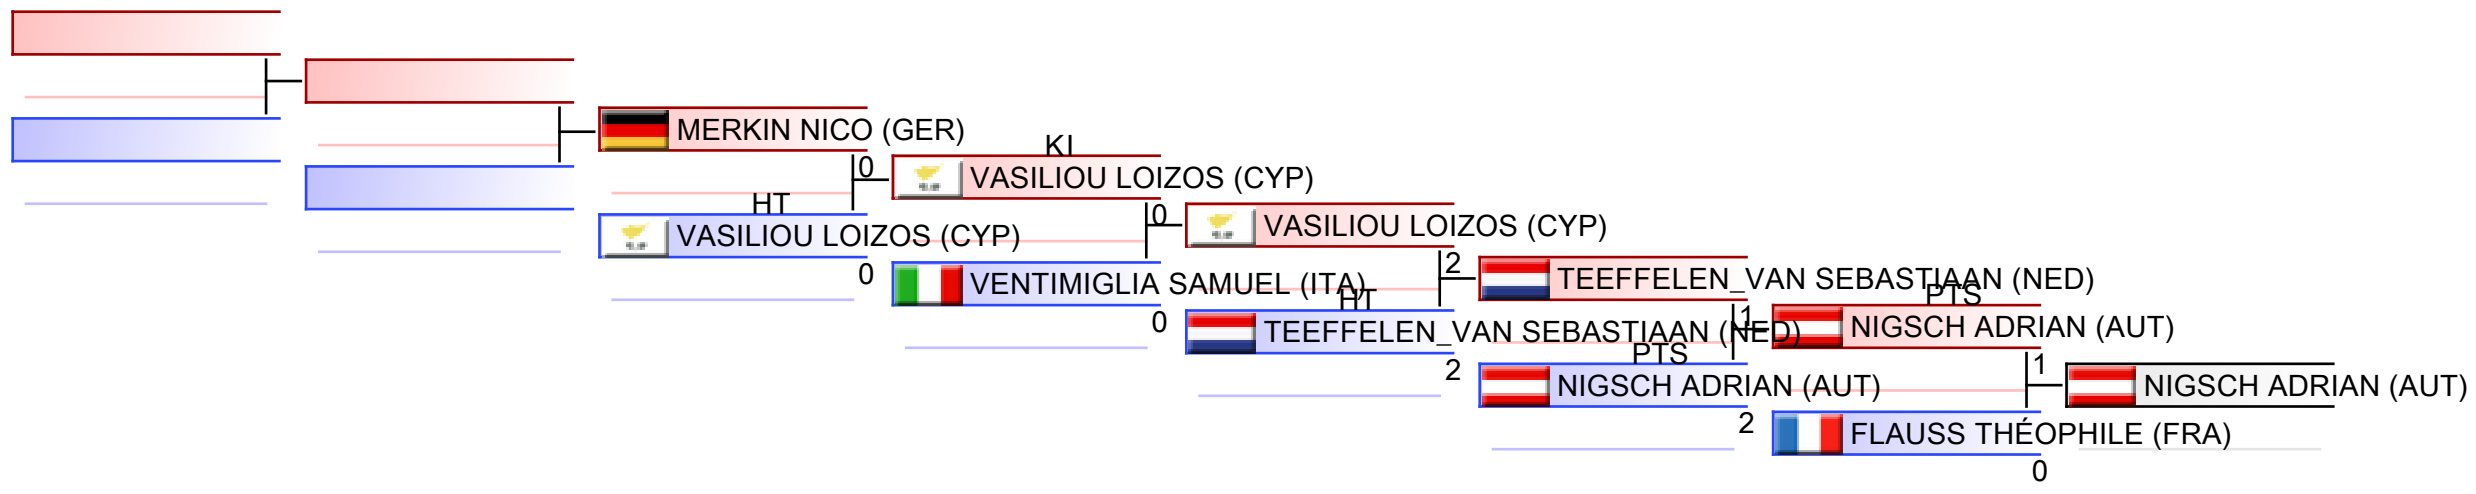 MERKIN NICO (GER)
0
HT
VASILIOU LOIZOS (CYP)
0
KI
VASILIOU LOIZOS (CYP)
0
VENTIMIGLIA SAMUEL (ITA)
0
VASILIOU LOIZOS (CYP)
2
HT
TEEFFELEN_VAN SEBASTIAAN (NED)
2
TEEFFELEN_VAN SEBASTIAAN (NED)
1
PTS
NIGSCH ADRIAN (AUT)
2
PTS
NIGSCH ADRIAN (AUT)
1
FLAUSS THÉOPHILE (FRA)
0
NIGSCH ADRIAN (AUT)